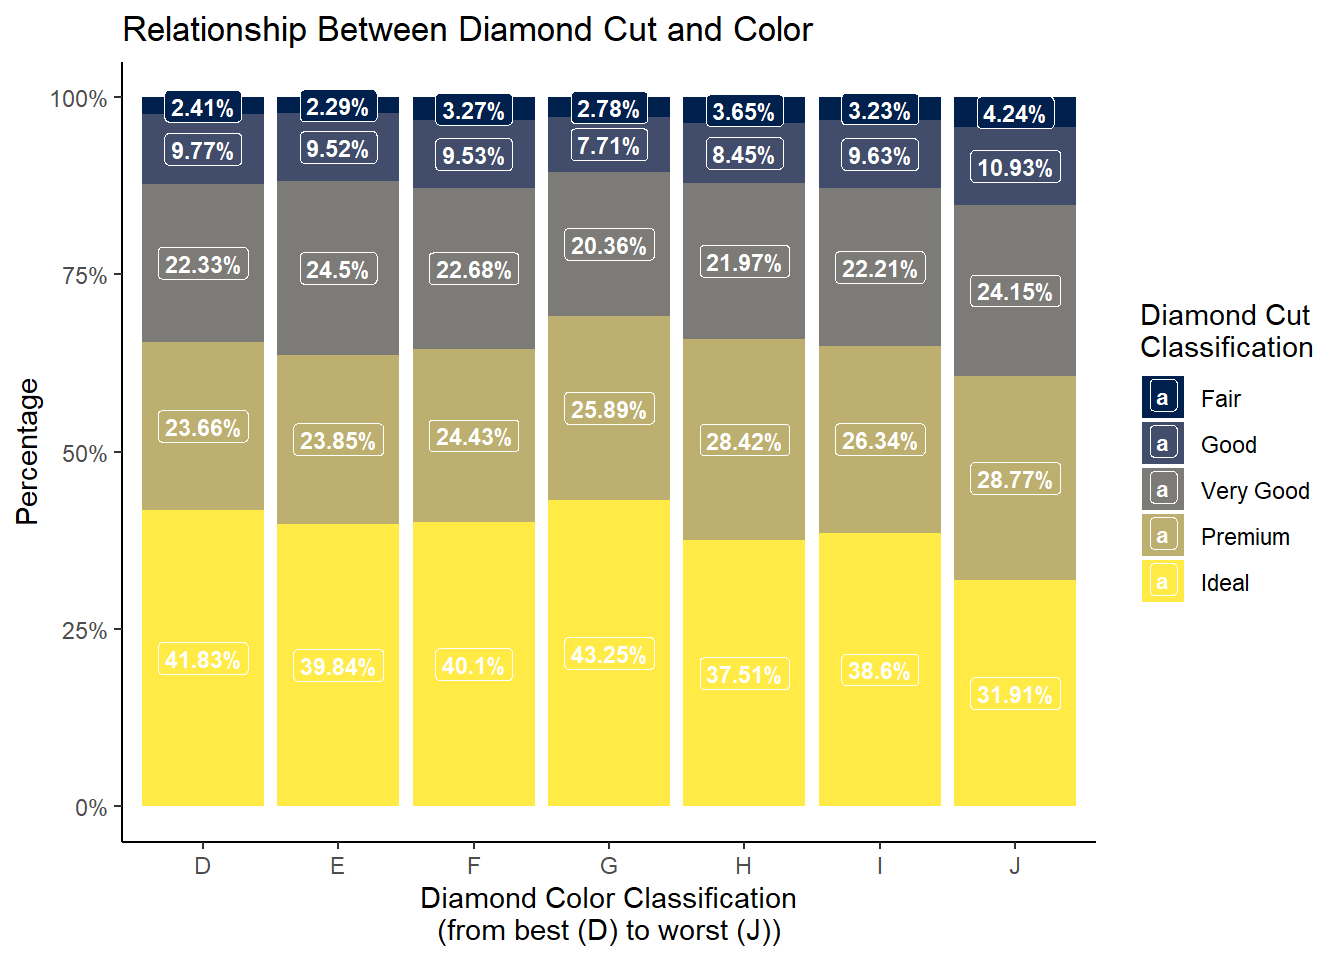 Relationship Between Diamond Cut and Color
Percentage
100%
75%
50%
25%
0%
2.41% 2.29% 3.27% 2.78% 3.65% 3.23% 4.24%
9.77% 9.52% 9.53% 7.71% 8.45% 9.63% 10.93%
22.33% 24.5% 22.68% 20.36% 21.97% 22.21% 24.15%
23.66% 23.85% 24.43% 25.89% 28.42% 26.34% 28.77%
41.83% 39.84% 40.1% 43.25% 37.51% 38.6% 31.91%
D E F G H I J
Diamond Color Classification
(from best (D) to worst (J))
Diamond Cut
Classification
a Fair
a Good
a Very Good
a Premium
a Ideal